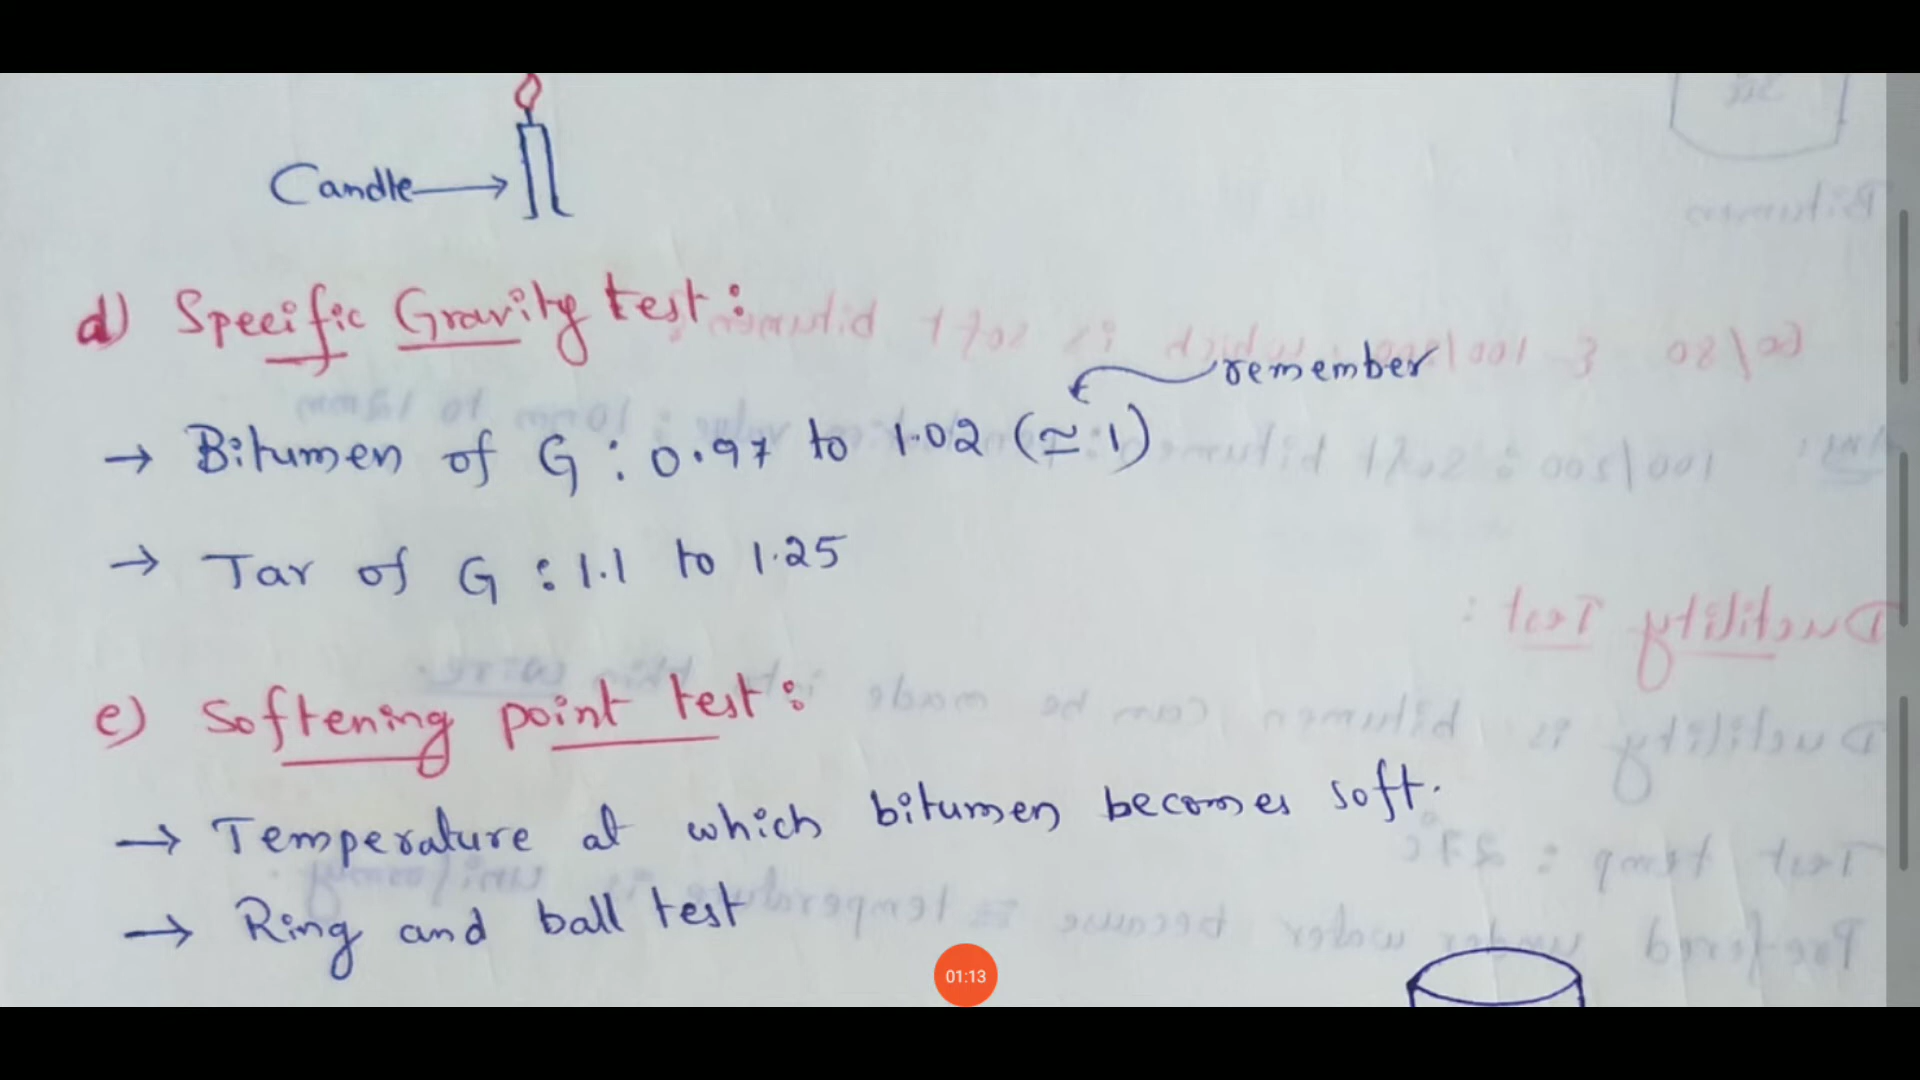 Candle
d) Specific Gravity test:
remember
→ Bitumen of G : 0.97 to 1.02 (≃ 1)
→ Tar of G : 1.1 to 1.25
e) Softening point test:
→ Temperature at which bitumen becomes soft.
→ Ring and ball test
01:13